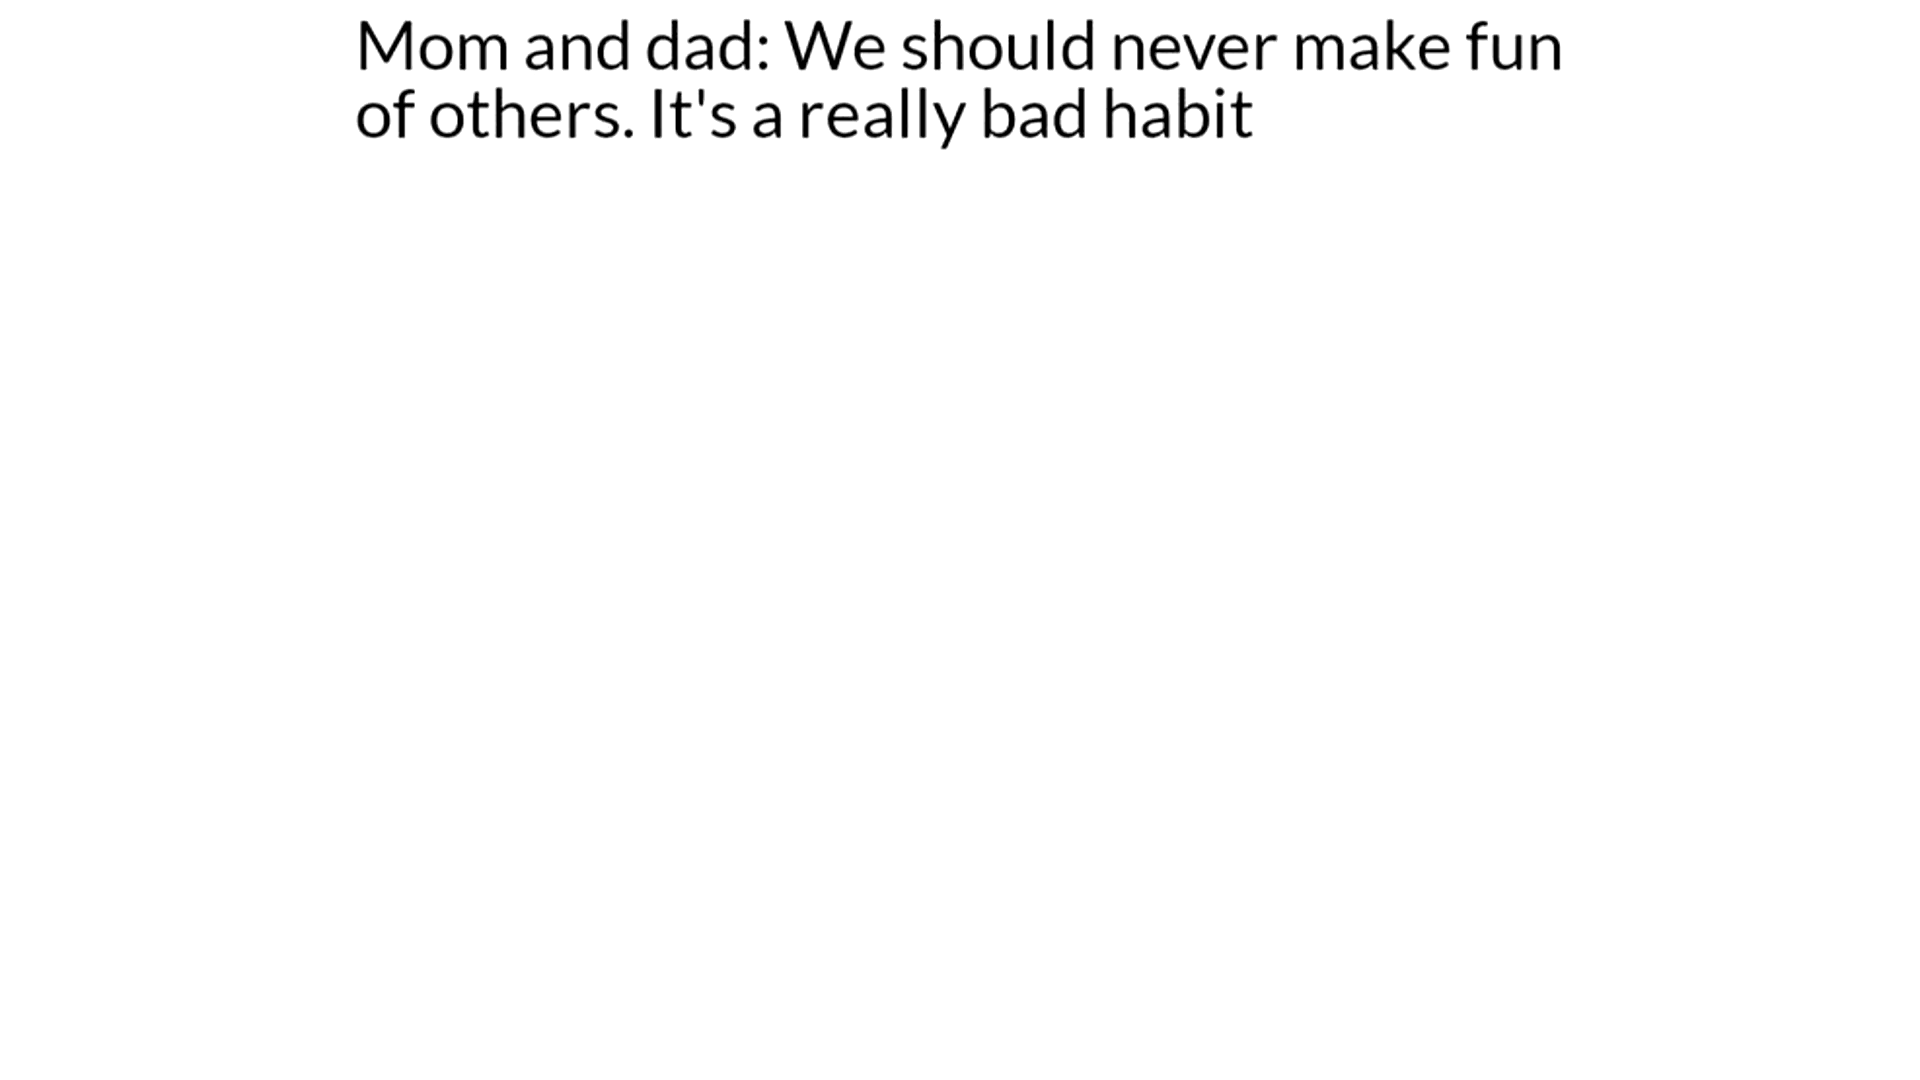 Mom and dad: We should never make fun
of others. It's a really bad habit